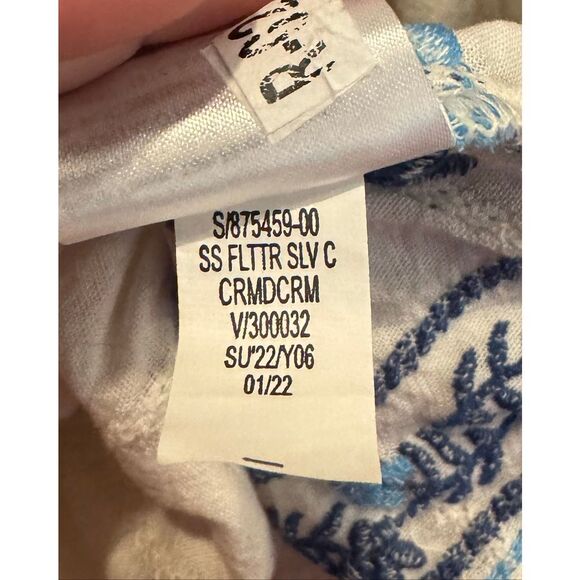 S/875459-00
SS FLTTR SLV C
CRMDCRM
V/300032
SU'22/Y06
01/22